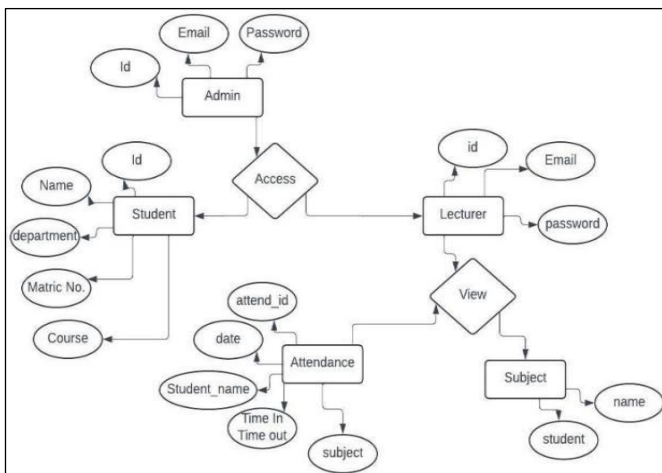 Email
Password
Id
Admin
Id
Access
id
Email
Name
Student
Lecturer
department
password
Matric No.
View
attend_id
date
Course
Attendance
Subject
Student_name
name
Time In
Time out
student
subject